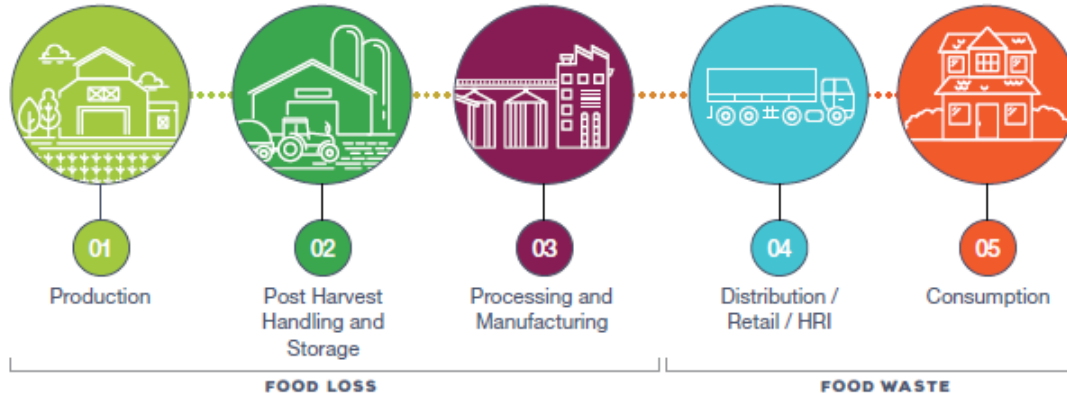 01
Production
02
Post Harvest
Handling and
Storage
03
Processing and
Manufacturing
04
Distribution /
Retail / HRI
05
Consumption
FOOD LOSS
FOOD WASTE